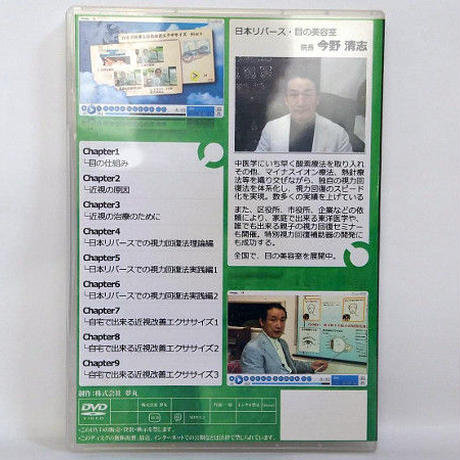 日本リバース・目の美容室
院長 今野 清志
中医学にいち早く酸素療法を取り入れ
その他、マイナスイオン療法、熱針療
法等を織り交ぜながら、独自の視力回
復法を体系化し、視力回復のスピード
化を実現。数多くの実績を上げている
また、区役所、市役所、企業などの依
頼により、家庭で出来る東洋医学や、
誰でも出来る親子の視力回復セミナー
も開催。特別視力回復補助器の開発に
も成功する。
全国で、目の美容室を展開中。
Chapter1
└目の仕組み
Chapter2
└近視の原因
Chapter3
└近視の治療のために
Chapter4
└日本リバースでの視力回復法理論編
Chapter5
└日本リバースでの視力回復法実践編1
Chapter6
└日本リバースでの視力回復法実践編2
Chapter7
└自宅で出来る近視改善エクササイズ1
Chapter8
└自宅で出来る近視改善エクササイズ2
Chapter9
└自宅で出来る近視改善エクササイズ3
制作：株式会社 夢丸
DVD
VIDEO